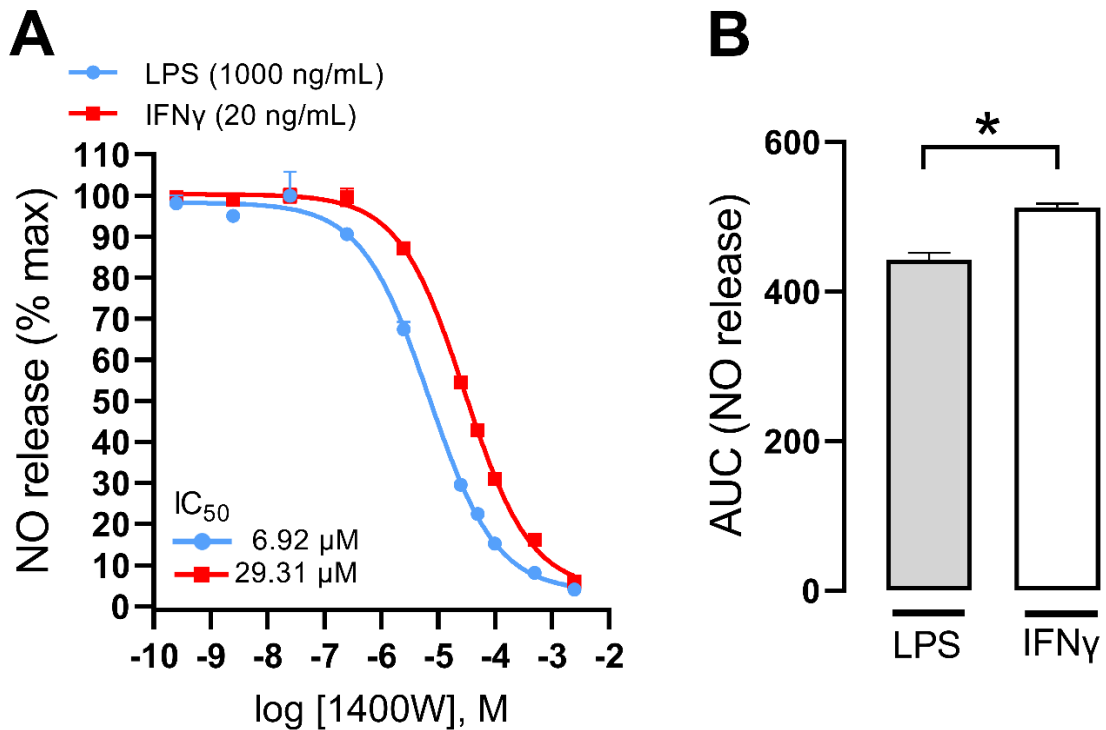 A
LPS (1000 ng/mL)
IFNγ (20 ng/mL)
NO release (% max)
110
100
90
80
70
60
50
40
30
20
10
0
IC50
6.92 µM
29.31 µM
-10 -9 -8 -7 -6 -5 -4 -3 -2
log [1400W], M
B
*
AUC (NO release)
600
400
200
0
LPS IFNγ